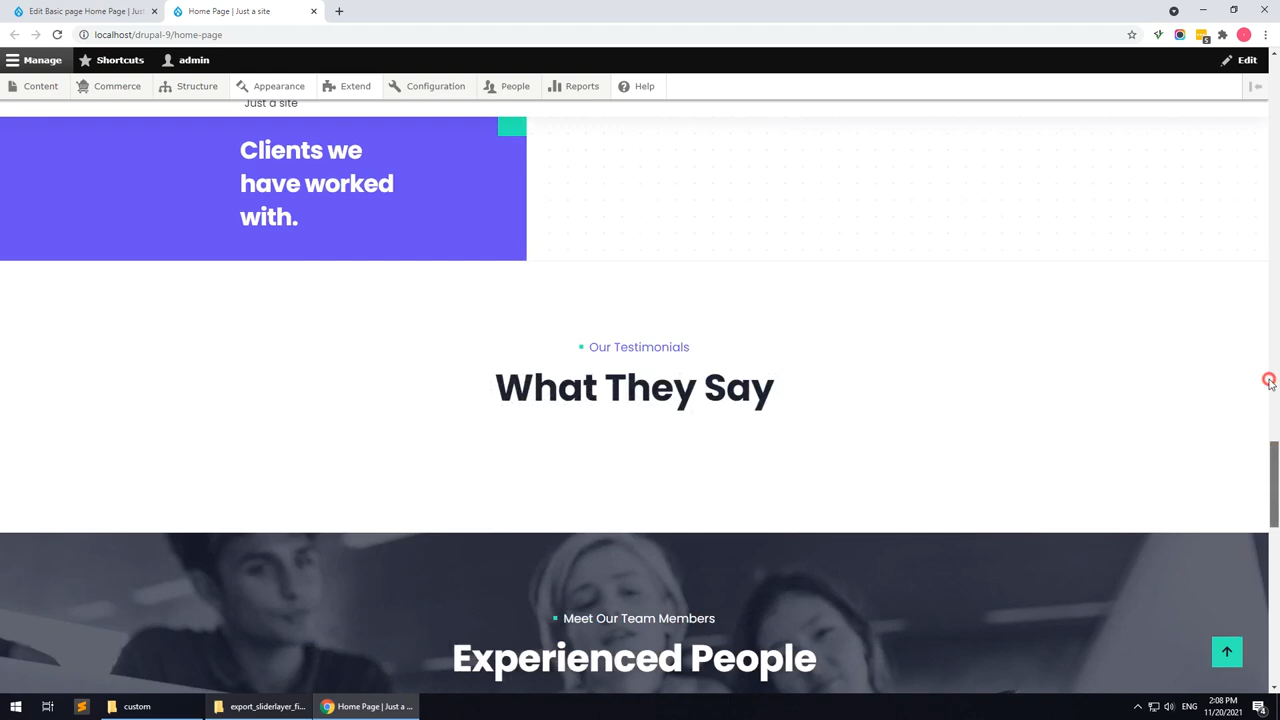 Edit Basic page Home Page | Jus
Home Page | Just a site
localhost/drupal-9/home-page
5
Manage
Shortcuts
admin
Edit
Content
Commerce
Structure
Appearance
Extend
Configuration
People
Reports
Help
Just a site
Clients we
have worked
with.
Our Testimonials
What They Say
Meet Our Team Members
Experienced People
custom
export_sliderlayer_fi...
Home Page | Just a ...
ENG
2:08 PM
11/20/2021
4